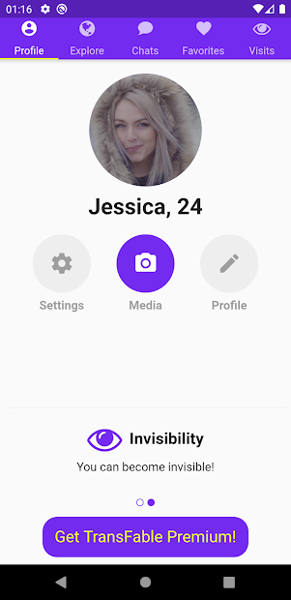 01:16
Profile Explore Chats Favorites Visits
Jessica, 24
Settings Media Profile
Invisibility
You can become invisible!
Get TransFable Premium!